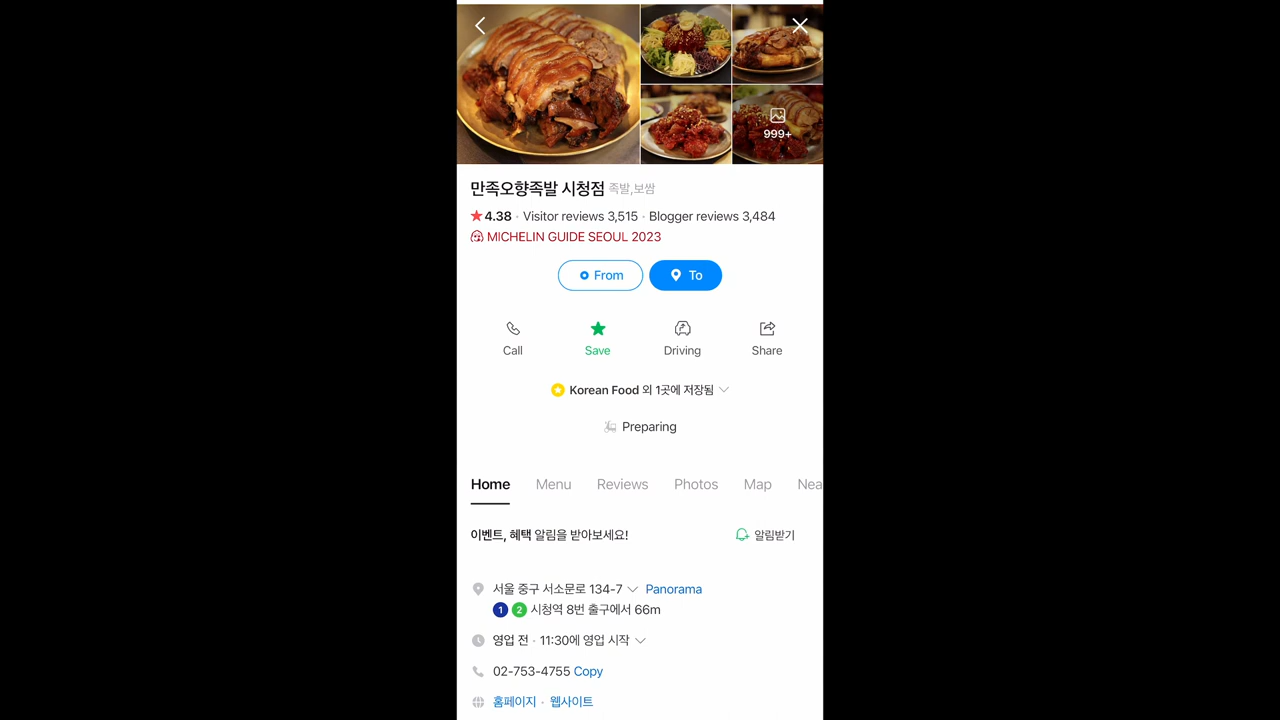 999+
만족오향족발 시청점 족발,보쌈
4.38 · Visitor reviews 3,515 · Blogger reviews 3,484
MICHELIN GUIDE SEOUL 2023
From To
Call Save Driving Share
Korean Food 외 1곳에 저장됨
Preparing
Home Menu Reviews Photos Map Nea
이벤트, 혜택 알림을 받아보세요! 알림받기
서울 중구 서소문로 134-7 Panorama
1 2 시청역 8번 출구에서 66m
영업 전 · 11:30에 영업 시작
02-753-4755 Copy
홈페이지 · 웹사이트